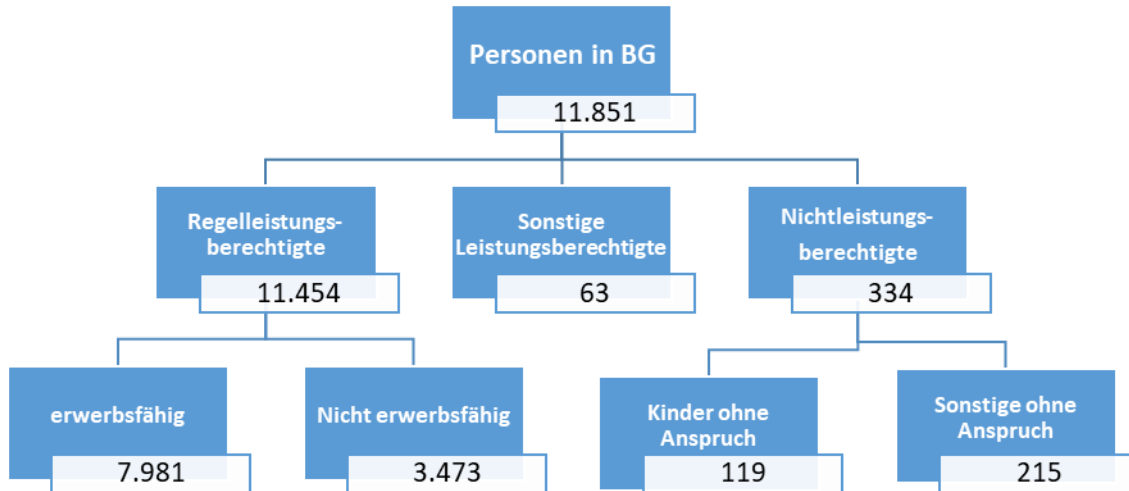 Personen in BG
11.851
Regelleistungs-
berechtigte
11.454
Sonstige
Leistungsberechtigte
63
Nichtleistungs-
berechtigte
334
erwerbsfähig
7.981
Nicht erwerbsfähig
3.473
Kinder ohne
Anspruch
119
Sonstige ohne
Anspruch
215